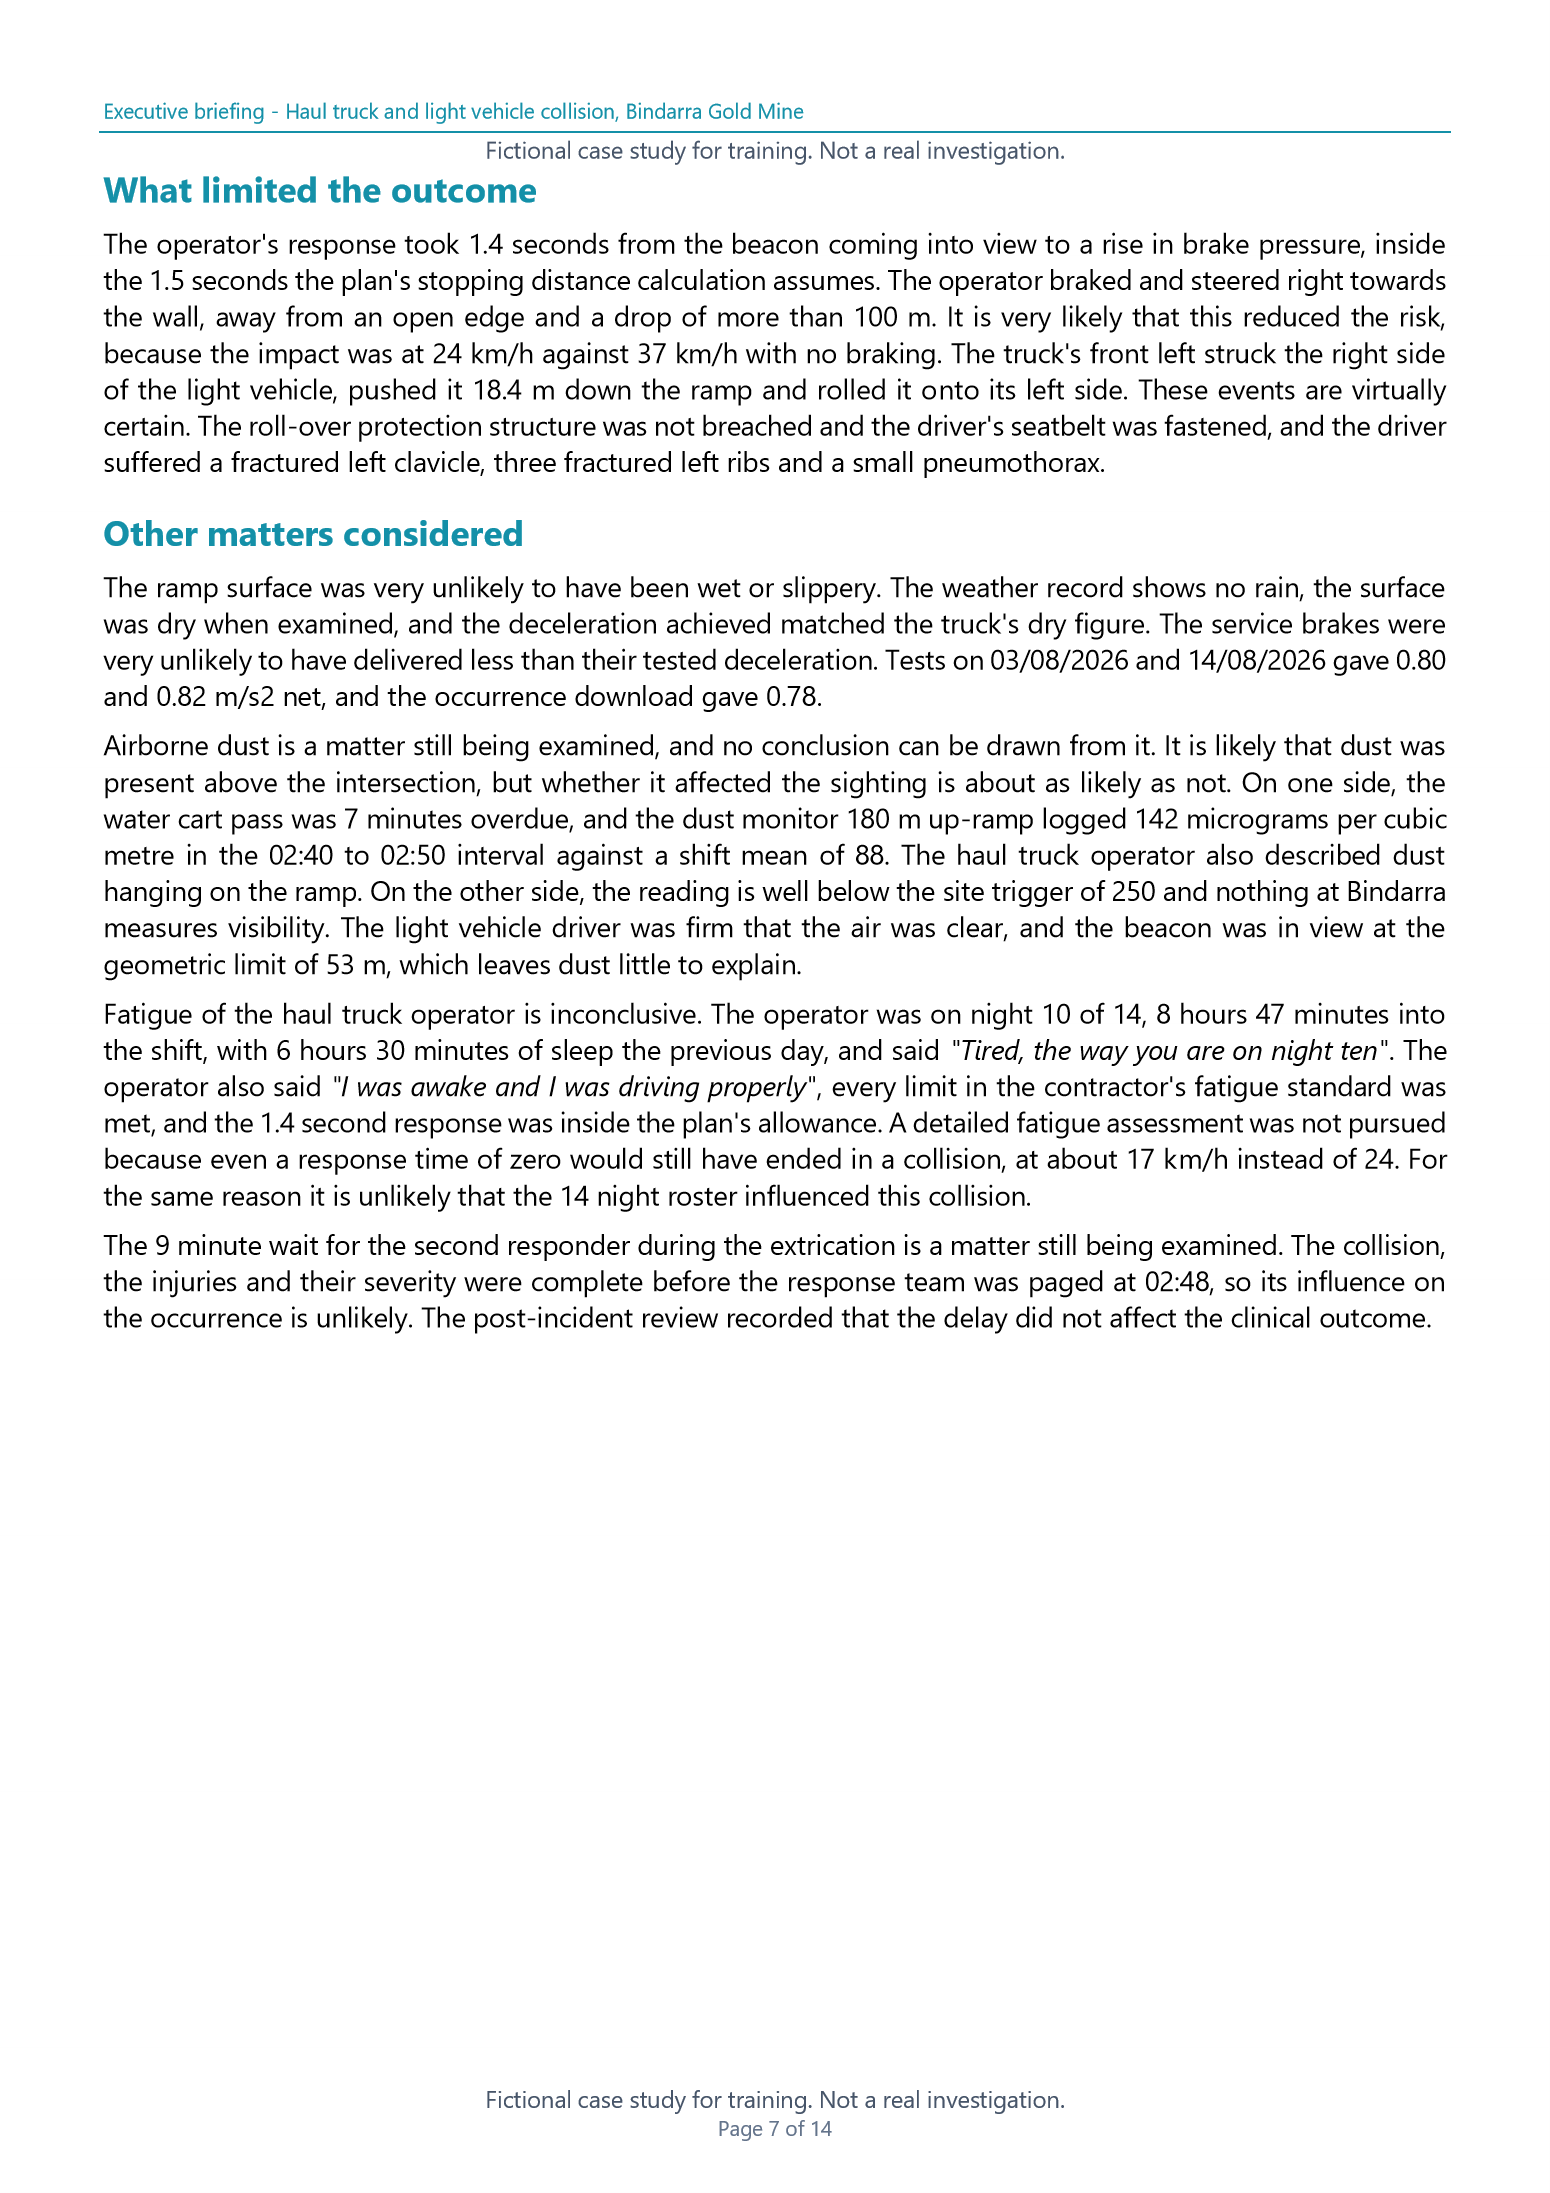 Executive briefing - Haul truck and light vehicle collision, Bindarra Gold Mine
Fictional case study for training. Not a real investigation.
What limited the outcome
The operator's response took 1.4 seconds from the beacon coming into view to a rise in brake pressure, inside
the 1.5 seconds the plan's stopping distance calculation assumes. The operator braked and steered right towards
the wall, away from an open edge and a drop of more than 100 m. It is very likely that this reduced the risk,
because the impact was at 24 km/h against 37 km/h with no braking. The truck's front left struck the right side
of the light vehicle, pushed it 18.4 m down the ramp and rolled it onto its left side. These events are virtually
certain. The roll-over protection structure was not breached and the driver's seatbelt was fastened, and the driver
suffered a fractured left clavicle, three fractured left ribs and a small pneumothorax.
Other matters considered
The ramp surface was very unlikely to have been wet or slippery. The weather record shows no rain, the surface
was dry when examined, and the deceleration achieved matched the truck's dry figure. The service brakes were
very unlikely to have delivered less than their tested deceleration. Tests on 03/08/2026 and 14/08/2026 gave 0.80
and 0.82 m/s2 net, and the occurrence download gave 0.78.
Airborne dust is a matter still being examined, and no conclusion can be drawn from it. It is likely that dust was
present above the intersection, but whether it affected the sighting is about as likely as not. On one side, the
water cart pass was 7 minutes overdue, and the dust monitor 180 m up-ramp logged 142 micrograms per cubic
metre in the 02:40 to 02:50 interval against a shift mean of 88. The haul truck operator also described dust
hanging on the ramp. On the other side, the reading is well below the site trigger of 250 and nothing at Bindarra
measures visibility. The light vehicle driver was firm that the air was clear, and the beacon was in view at the
geometric limit of 53 m, which leaves dust little to explain.
Fatigue of the haul truck operator is inconclusive. The operator was on night 10 of 14, 8 hours 47 minutes into
the shift, with 6 hours 30 minutes of sleep the previous day, and said "Tired, the way you are on night ten". The
operator also said "I was awake and I was driving properly", every limit in the contractor's fatigue standard was
met, and the 1.4 second response was inside the plan's allowance. A detailed fatigue assessment was not pursued
because even a response time of zero would still have ended in a collision, at about 17 km/h instead of 24. For
the same reason it is unlikely that the 14 night roster influenced this collision.
The 9 minute wait for the second responder during the extrication is a matter still being examined. The collision,
the injuries and their severity were complete before the response team was paged at 02:48, so its influence on
the occurrence is unlikely. The post-incident review recorded that the delay did not affect the clinical outcome.
Fictional case study for training. Not a real investigation.
Page 7 of 14